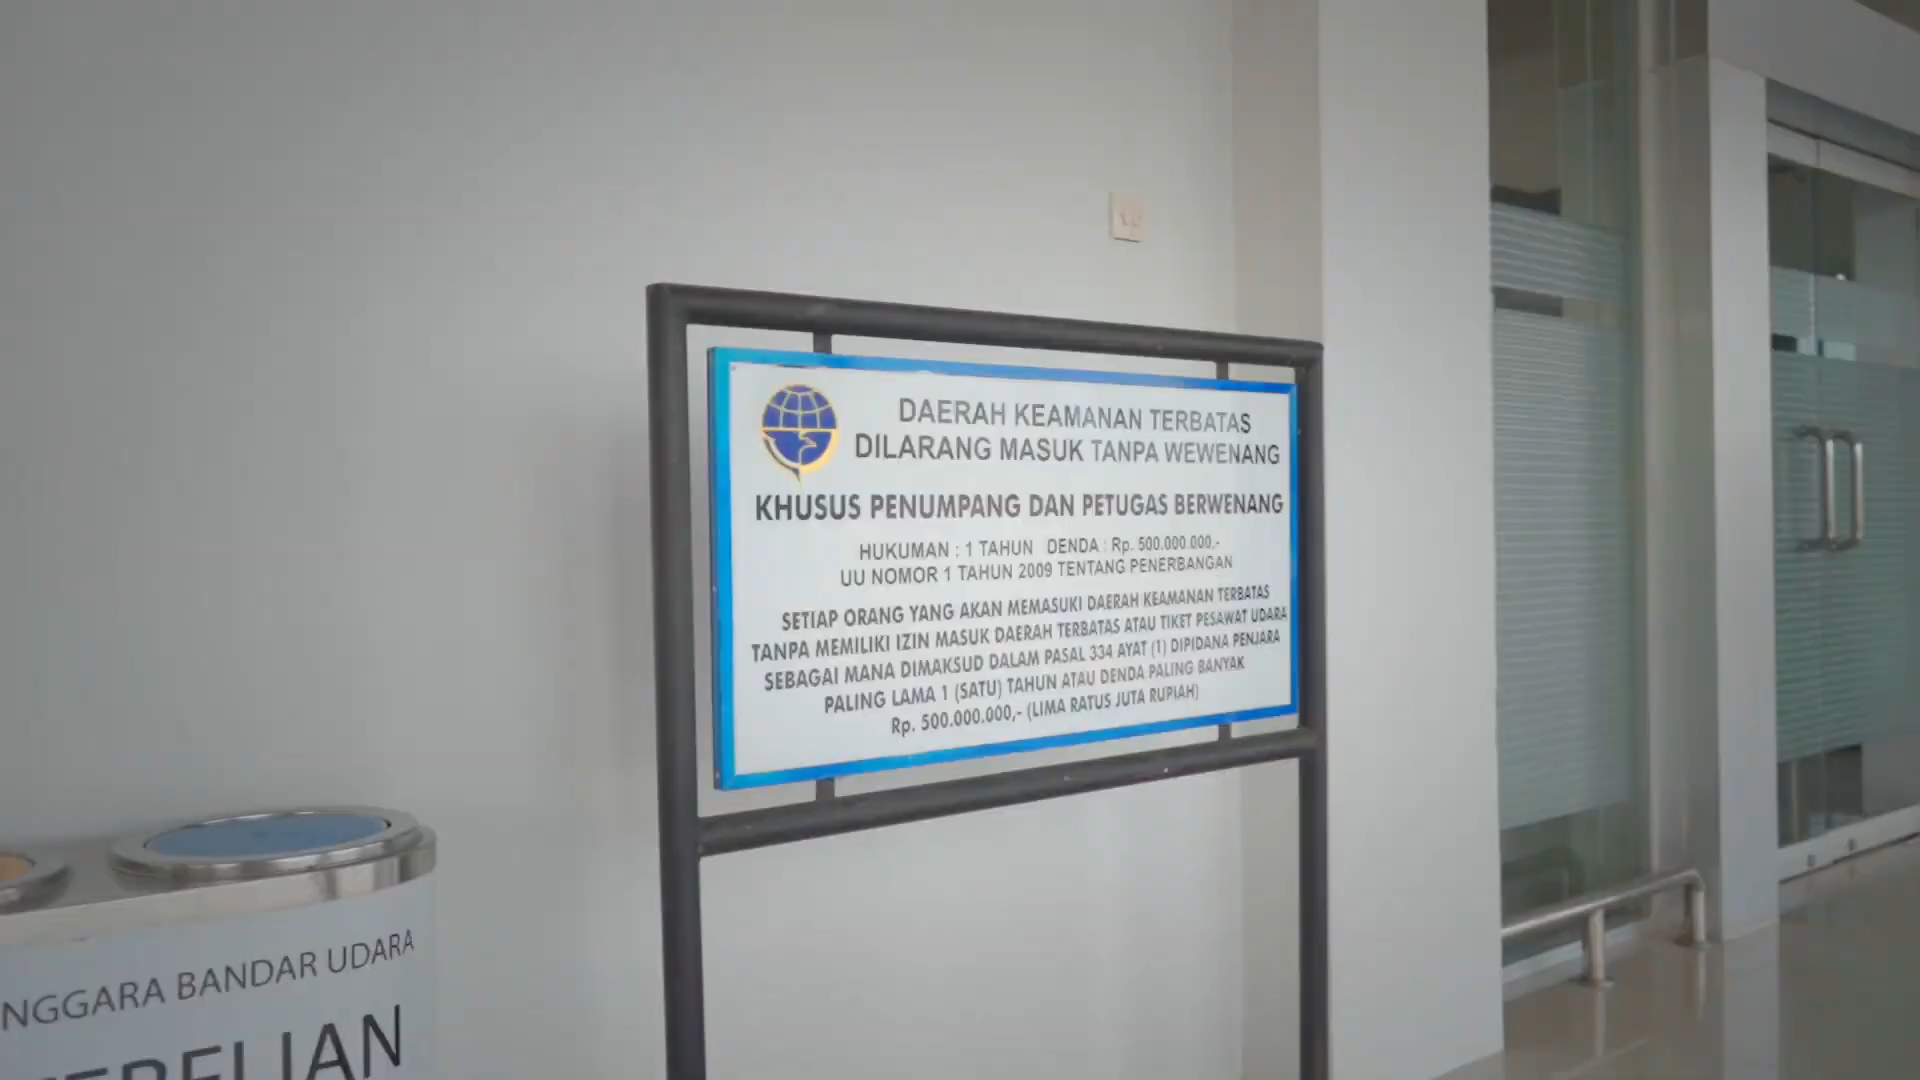 DAERAH KEAMANAN TERBATAS
DILARANG MASUK TANPA WEWENANG
KHUSUS PENUMPANG DAN PETUGAS BERWENANG
HUKUMAN : 1 TAHUN DENDA : Rp. 500.000.000,-
UU NOMOR 1 TAHUN 2009 TENTANG PENERBANGAN
SETIAP ORANG YANG AKAN MEMASUKI DAERAH KEAMANAN TERBATAS
TANPA MEMILIKI IZIN MASUK DAERAH TERBATAS ATAU TIKET PESAWAT UDARA
SEBAGAI MANA DIMAKSUD DALAM PASAL 334 AYAT (1) DIPIDANA PENJARA
PALING LAMA 1 (SATU) TAHUN ATAU DENDA PALING BANYAK
Rp. 500.000.000,- (LIMA RATUS JUTA RUPIAH)
NGGARA BANDAR UDARA